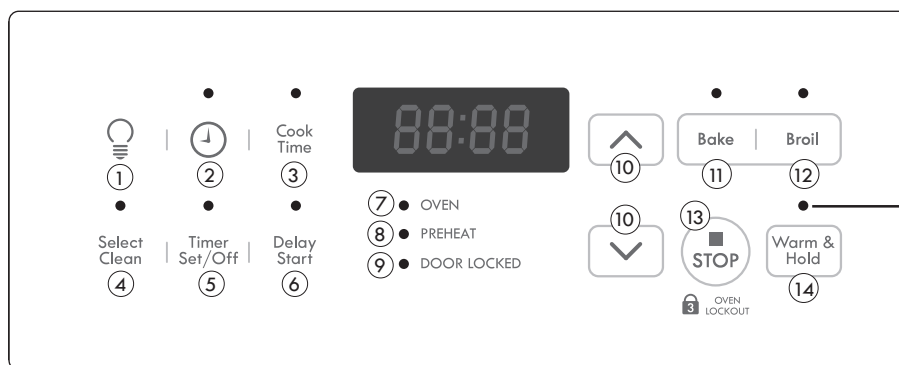 88:88
Cook
Time
Bake
Broil
1
2
3
10
11
12
7 OVEN
8 PREHEAT
9 DOOR LOCKED
Select
Clean
Timer
Set/Off
Delay
Start
4
5
6
10
13
STOP
Warm &
Hold
14
3 OVEN
LOCKOUT